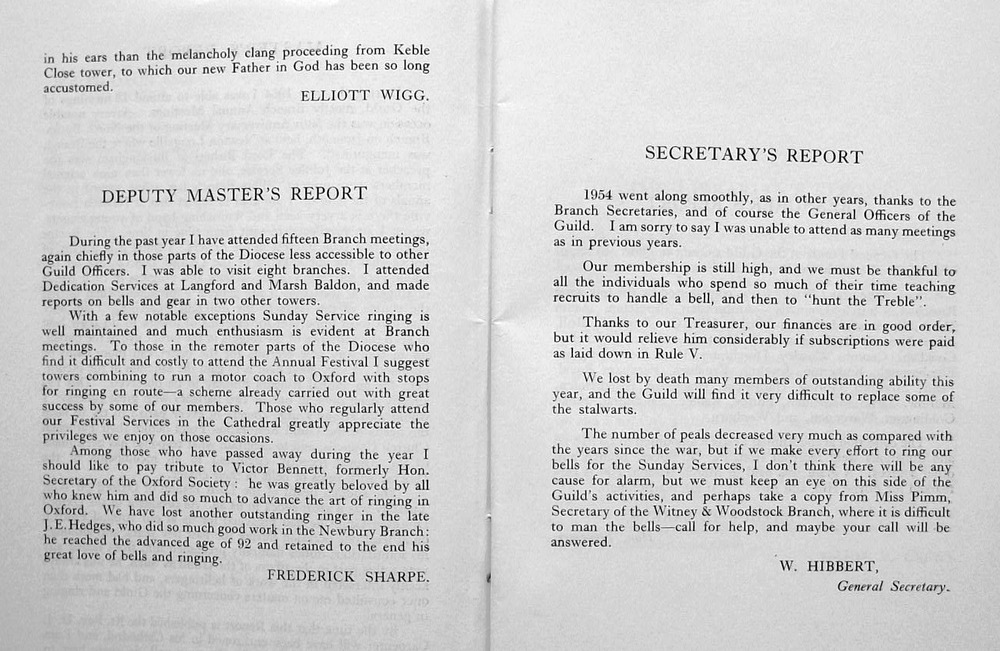 in his ears than the melancholy clang proceeding from Keble
Close tower, to which our new Father in God has been so long
accustomed.
ELLIOTT WIGG.
DEPUTY MASTER'S REPORT
During the past year I have attended fifteen Branch meetings,
again chiefly in those parts of the Diocese less accessible to other
Guild Officers. I was able to visit eight branches. I attended
Dedication Services at Langford and Marsh Baldon, and made
reports on bells and gear in two other towers.
With a few notable exceptions Sunday Service ringing is
well maintained and much enthusiasm is evident at Branch
meetings. To those in the remoter parts of the Diocese who
find it difficult and costly to attend the Annual Festival I suggest
towers combining to run a motor coach to Oxford with stops
for ringing en route—a scheme already carried out with great
success by some of our members. Those who regularly attend
our Festival Services in the Cathedral greatly appreciate the
privileges we enjoy on those occasions.
Among those who have passed away during the year I
should like to pay tribute to Victor Bennett, formerly Hon.
Secretary of the Oxford Society : he was greatly beloved by all
who knew him and did so much to advance the art of ringing in
Oxford. We have lost another outstanding ringer in the late
J.E.Hedges, who did so much good work in the Newbury Branch:
he reached the advanced age of 92 and retained to the end his
great love of bells and ringing.
FREDERICK SHARPE.
SECRETARY'S REPORT
1954 went along smoothly, as in other years, thanks to the
Branch Secretaries, and of course the General Officers of the
Guild. I am sorry to say I was unable to attend as many meetings
as in previous years.
Our membership is still high, and we must be thankful to
all the individuals who spend so much of their time teaching
recruits to handle a bell, and then to "hunt the Treble".
Thanks to our Treasurer, our finances are in good order,
but it would relieve him considerably if subscriptions were paid
as laid down in Rule V.
We lost by death many members of outstanding ability this
year, and the Guild will find it very difficult to replace some of
the stalwarts.
The number of peals decreased very much as compared with
the years since the war, but if we make every effort to ring our
bells for the Sunday Services, I don't think there will be any
cause for alarm, but we must keep an eye on this side of the
Guild's activities, and perhaps take a copy from Miss Pimm,
Secretary of the Witney & Woodstock Branch, where it is difficult
to man the bells—call for help, and maybe your call will be
answered.
W. HIBBERT,
General Secretary.